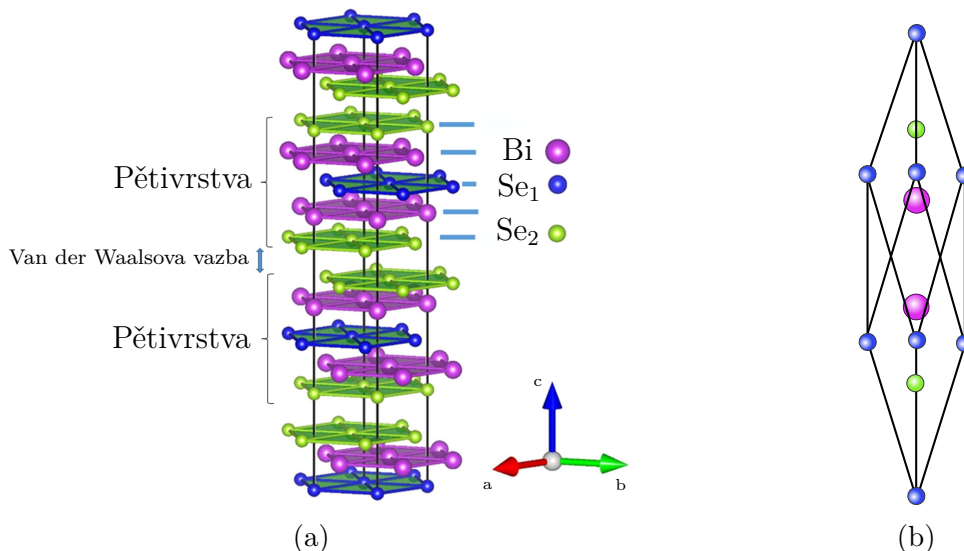 Pětivrstva
Van der Waalsova vazba
Pětivrstva
Bi
Se1
Se2
c
a
b
(a)
(b)